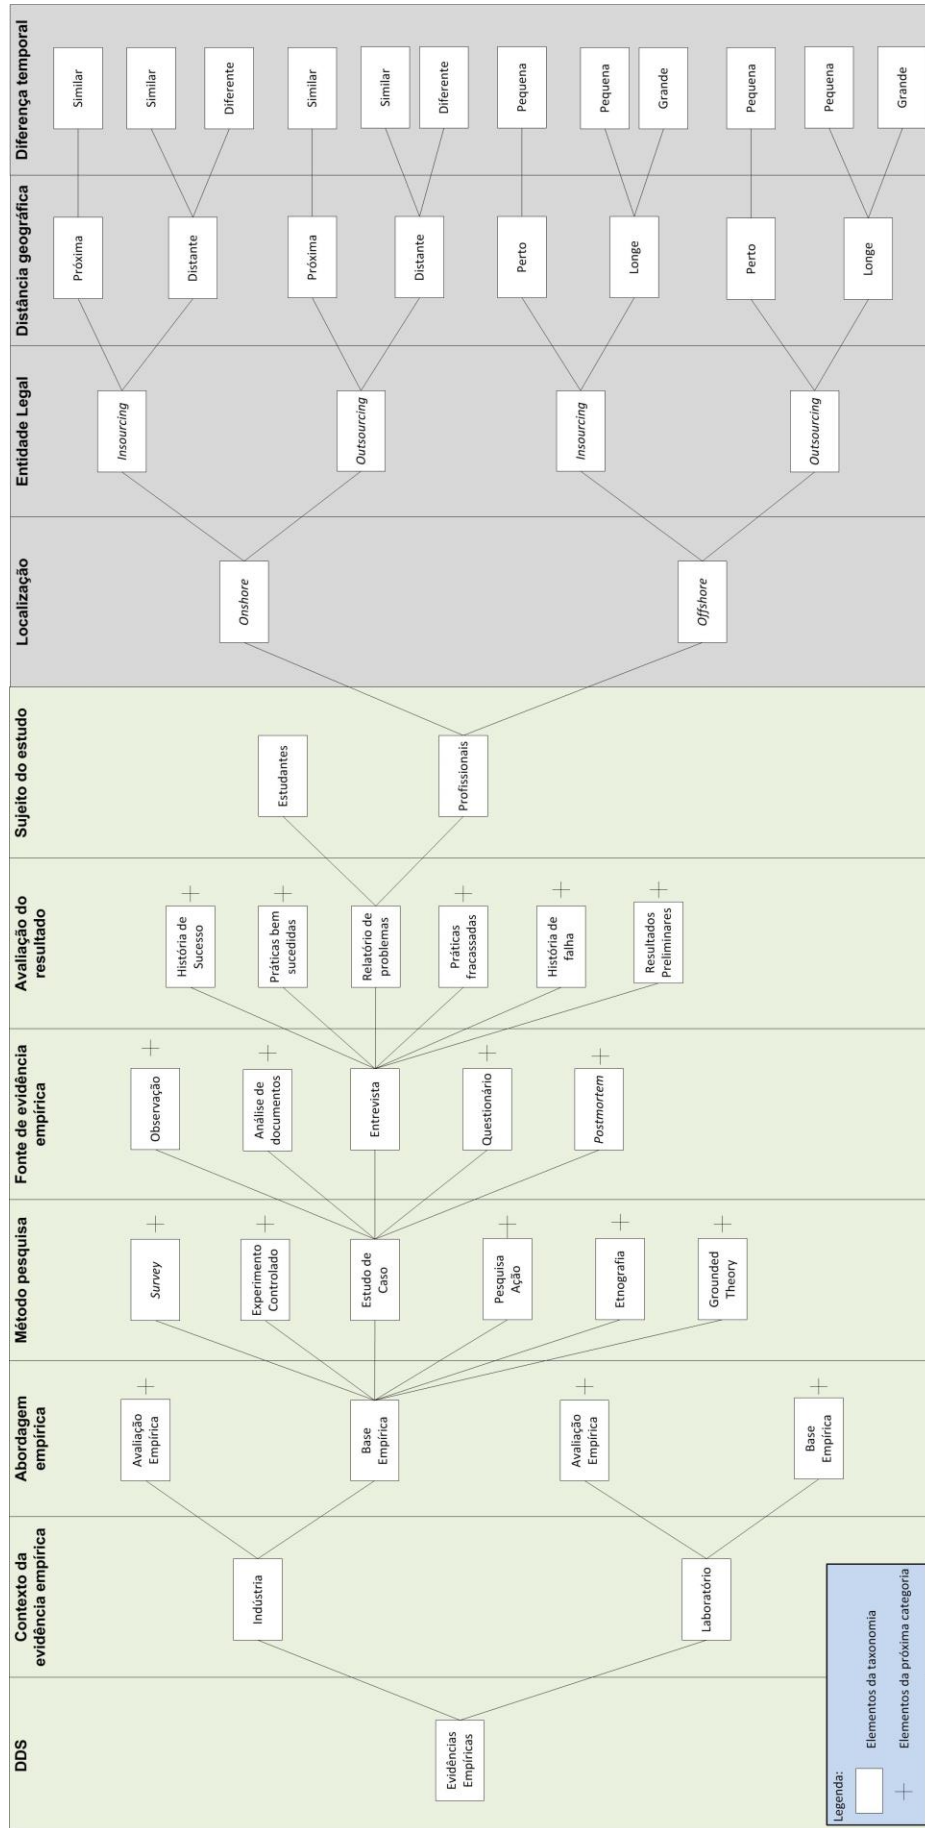 DDS
Contexto da
evidência empírica
Abordagem
empírica
Método pesquisa
Fonte de evidência
empírica
Avaliação do
resultado
Sujeito do estudo
Localização
Entidade Legal
Distância geográfica
Diferença temporal
Evidências
Empíricas
Indústria
Laboratório
Avaliação
Empírica
Base
Empírica
Avaliação
Empírica
Base
Empírica
Survey
Experimento
Controlado
Estudo de
Caso
Pesquisa
Ação
Etnografia
Grounded
Theory
Observação
Análise de
documentos
Entrevista
Questionário
Postmortem
História de
Sucesso
Práticas bem
sucedidas
Relatório de
problemas
Práticas
fracassadas
História de
falha
Resultados
Preliminares
Estudantes
Profissionais
Onshore
Offshore
Insourcing
Outsourcing
Insourcing
Outsourcing
Próxima
Distante
Próxima
Distante
Perto
Longe
Perto
Longe
Similar
Similar
Diferente
Similar
Similar
Diferente
Pequena
Pequena
Grande
Pequena
Pequena
Grande
Legenda:
Elementos da taxonomia
Elementos da próxima categoria